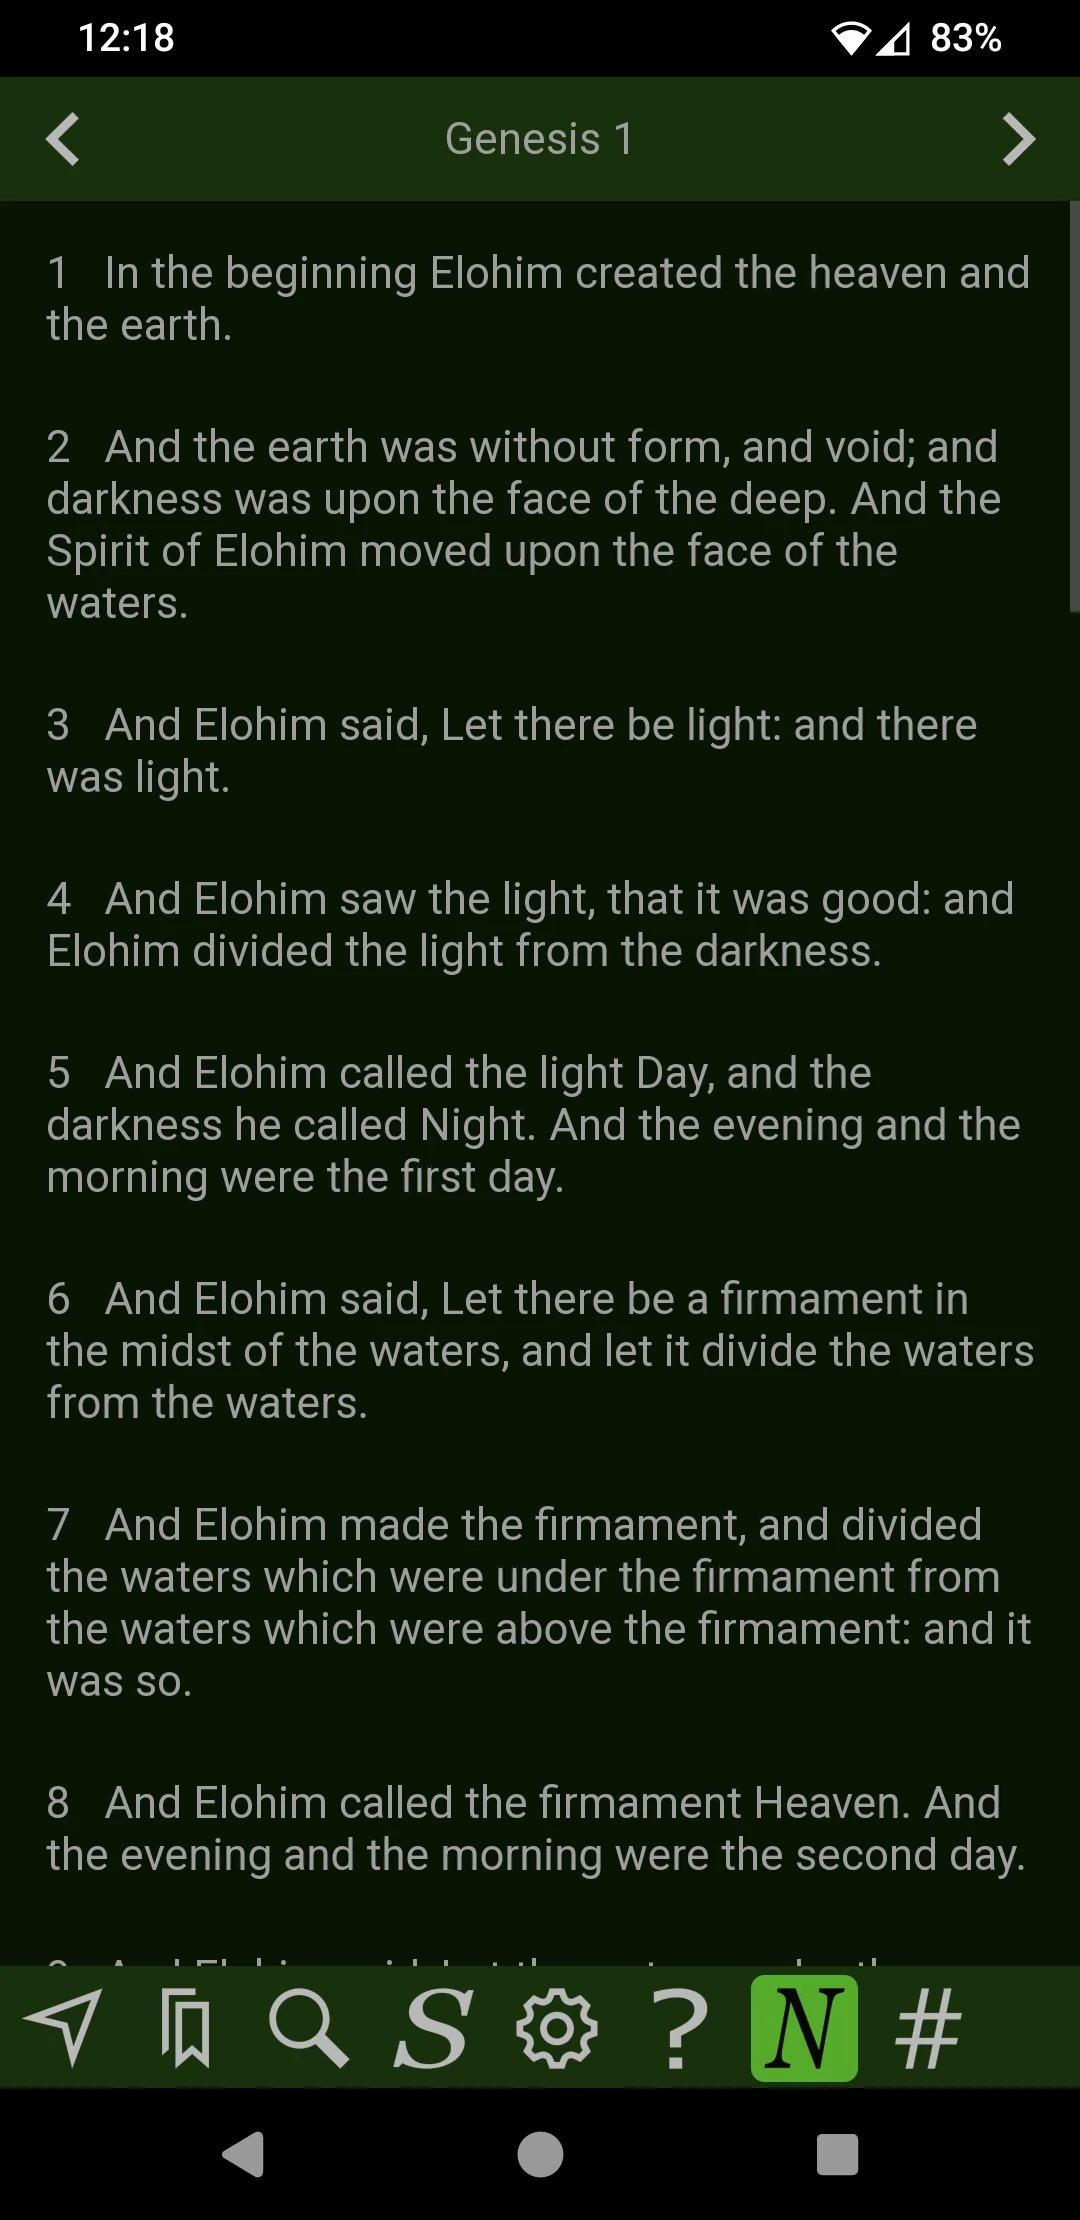 12:18 83%
Genesis 1
1 In the beginning Elohim created the heaven and
the earth.
2 And the earth was without form, and void; and
darkness was upon the face of the deep. And the
Spirit of Elohim moved upon the face of the
waters.
3 And Elohim said, Let there be light: and there
was light.
4 And Elohim saw the light, that it was good: and
Elohim divided the light from the darkness.
5 And Elohim called the light Day, and the
darkness he called Night. And the evening and the
morning were the first day.
6 And Elohim said, Let there be a firmament in
the midst of the waters, and let it divide the waters
from the waters.
7 And Elohim made the firmament, and divided
the waters which were under the firmament from
the waters which were above the firmament: and it
was so.
8 And Elohim called the firmament Heaven. And
the evening and the morning were the second day.
S ? N #